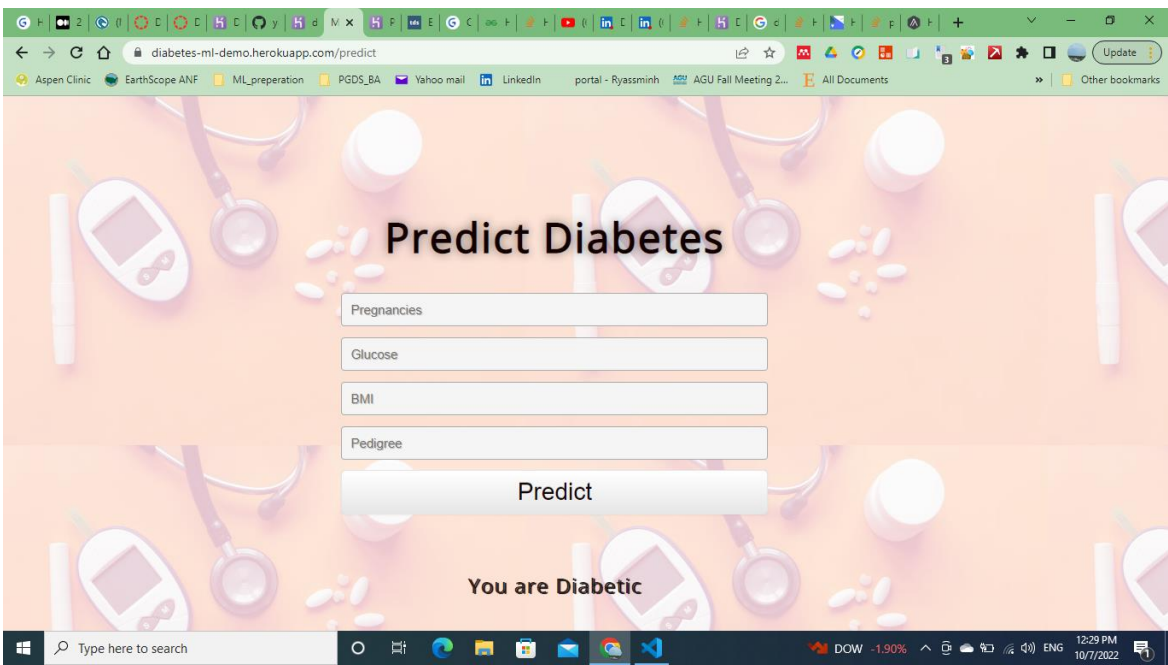 2
diabetes-ml-demo.herokuapp.com/predict
Update
Aspen Clinic
EarthScope ANF
ML_preperation
PGDS_BA
Yahoo mail
LinkedIn
portal - Ryassminh
AGU Fall Meeting 2...
All Documents
»
Other bookmarks
Predict Diabetes
Pregnancies
Glucose
BMI
Pedigree
Predict
You are Diabetic
Type here to search
DOW -1.90%
ENG
12:29 PM
10/7/2022